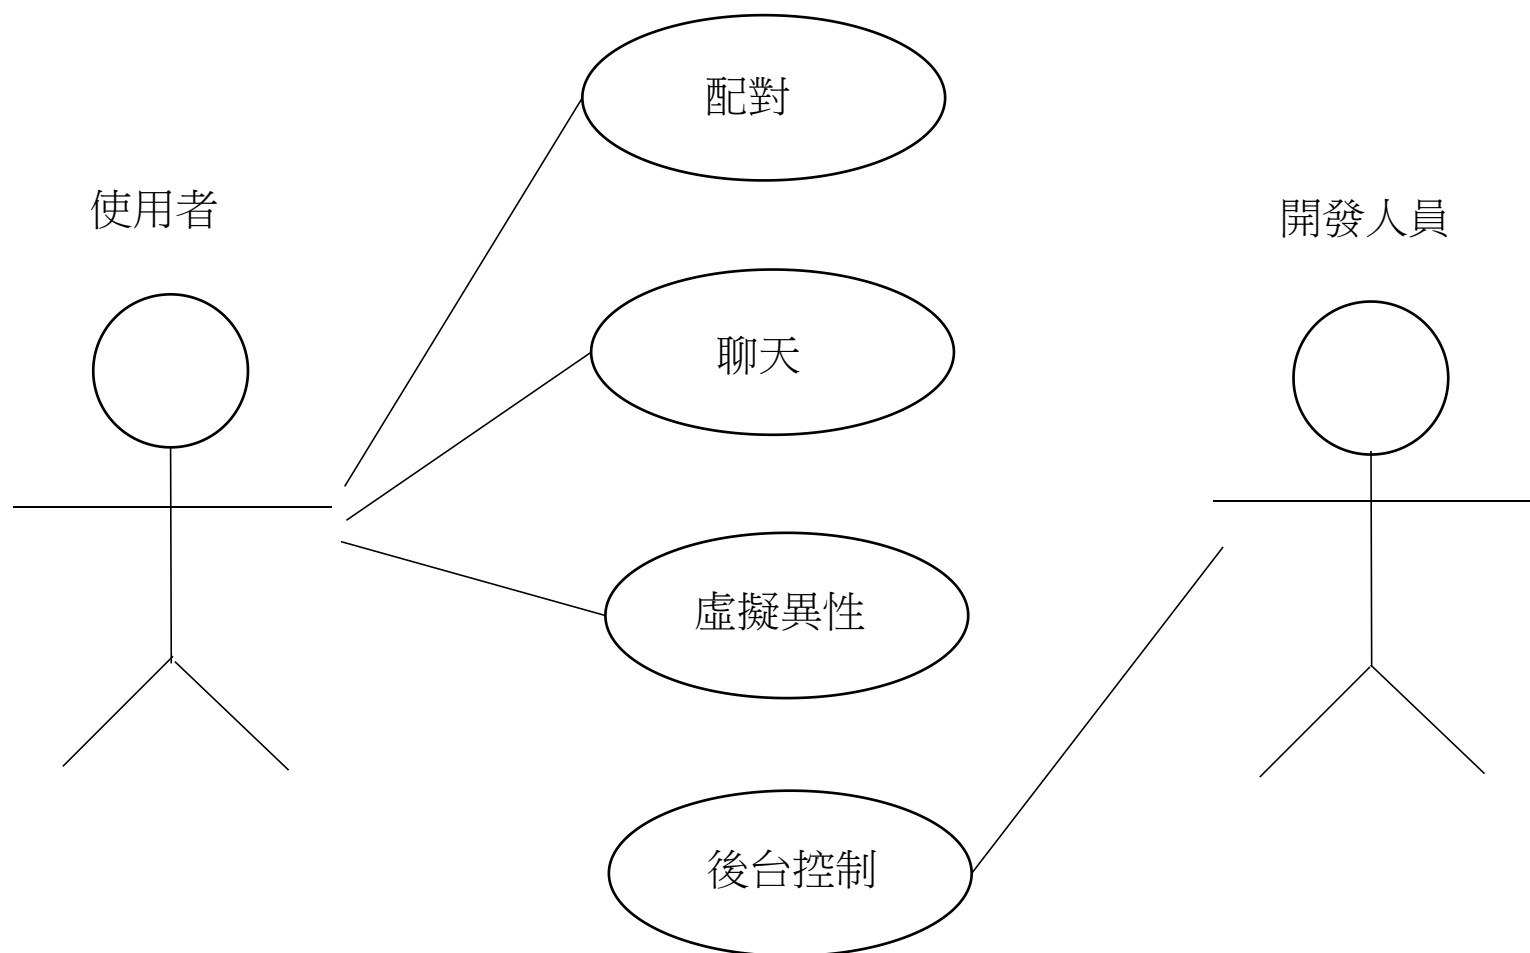 配對
使用者
開發人員
聊天
虛擬異性
後台控制